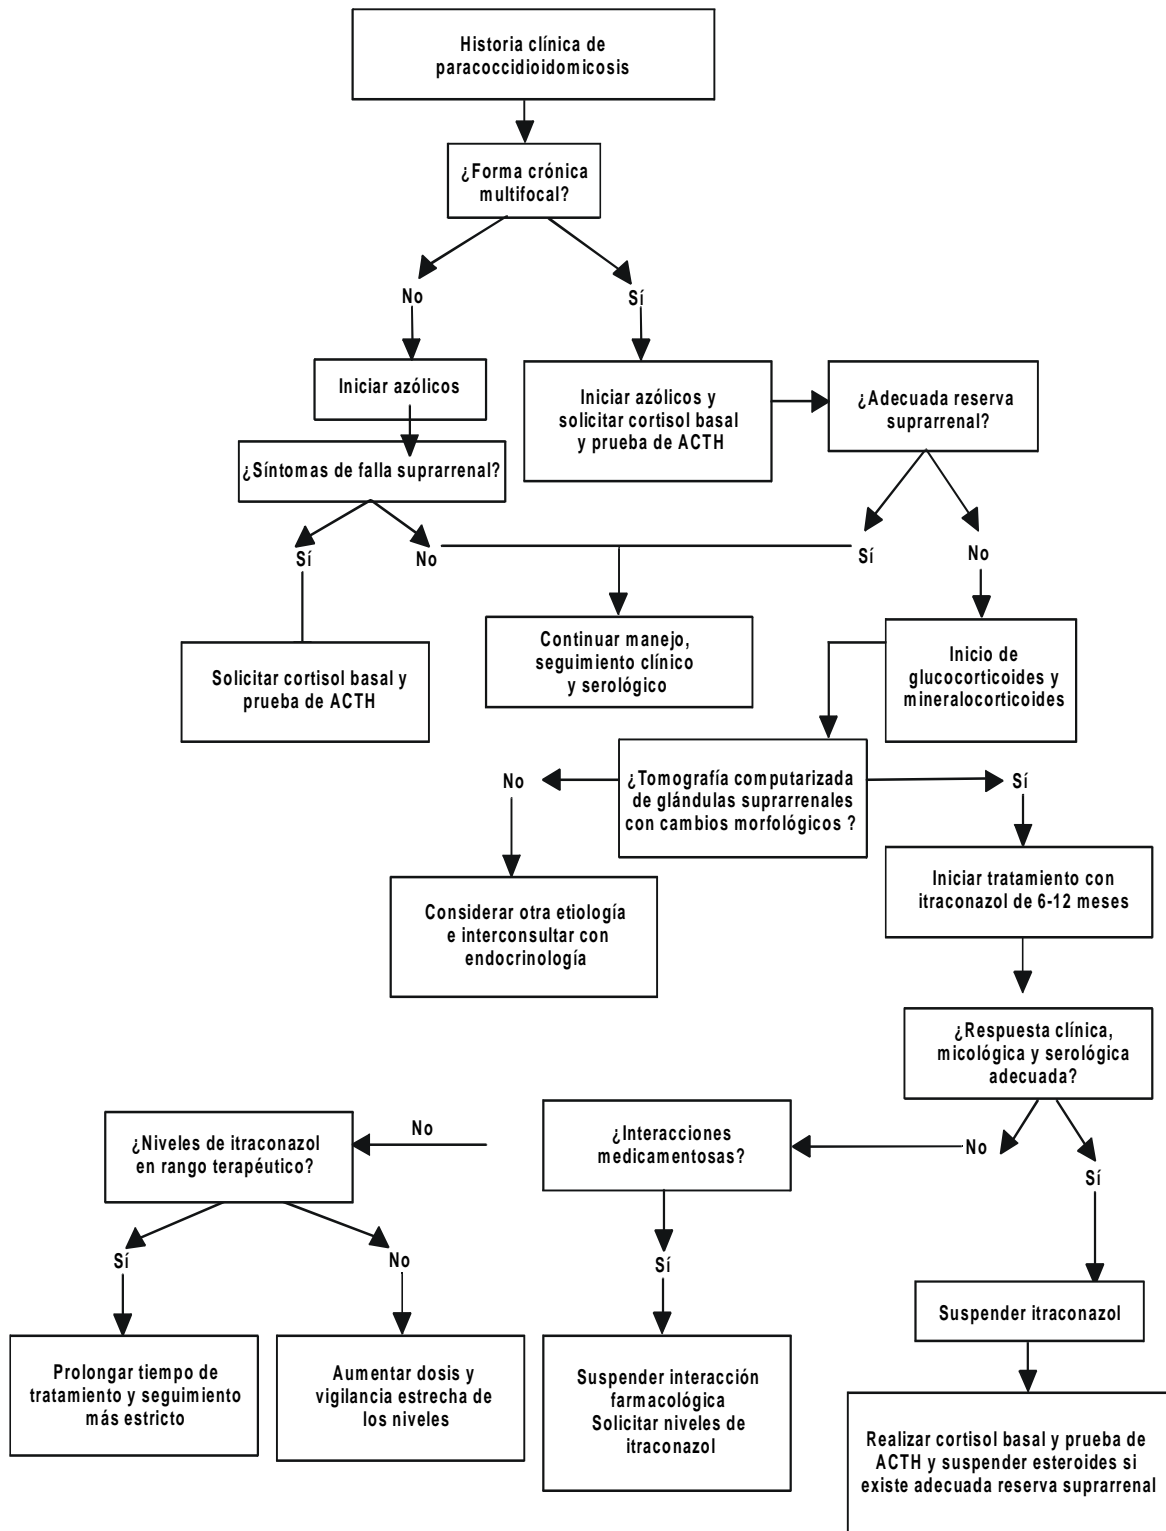 Historia clínica de
paracoccidioidomicosis
¿Forma crónica
multifocal?
No
Sí
Iniciar azólicos
Iniciar azólicos y
solicitar cortisol basal
y prueba de ACTH
¿Adecuada reserva
suprarrenal?
¿Síntomas de falla suprarrenal?
Sí
No
Sí
No
Solicitar cortisol basal y
prueba de ACTH
Continuar manejo,
seguimiento clínico
y serológico
Inicio de
glucocorticoides y
mineralocorticoides
No
¿Tomografía computarizada
de glándulas suprarrenales
con cambios morfológicos ?
Sí
Considerar otra etiología
e interconsultar con
endocrinología
Iniciar tratamiento con
itraconazol de 6-12 meses
¿Respuesta clínica,
micológica y serológica
adecuada?
No
Sí
¿Interacciones
medicamentosas?
No
Sí
¿Niveles de itraconazol
en rango terapéutico?
Sí
No
Prolongar tiempo de
tratamiento y seguimiento
más estricto
Aumentar dosis y
vigilancia estrecha de
los niveles
Suspender interacción
farmacológica
Solicitar niveles de
itraconazol
Suspender itraconazol
Realizar cortisol basal y prueba de
ACTH y suspender esteroides si
existe adecuada reserva suprarrenal